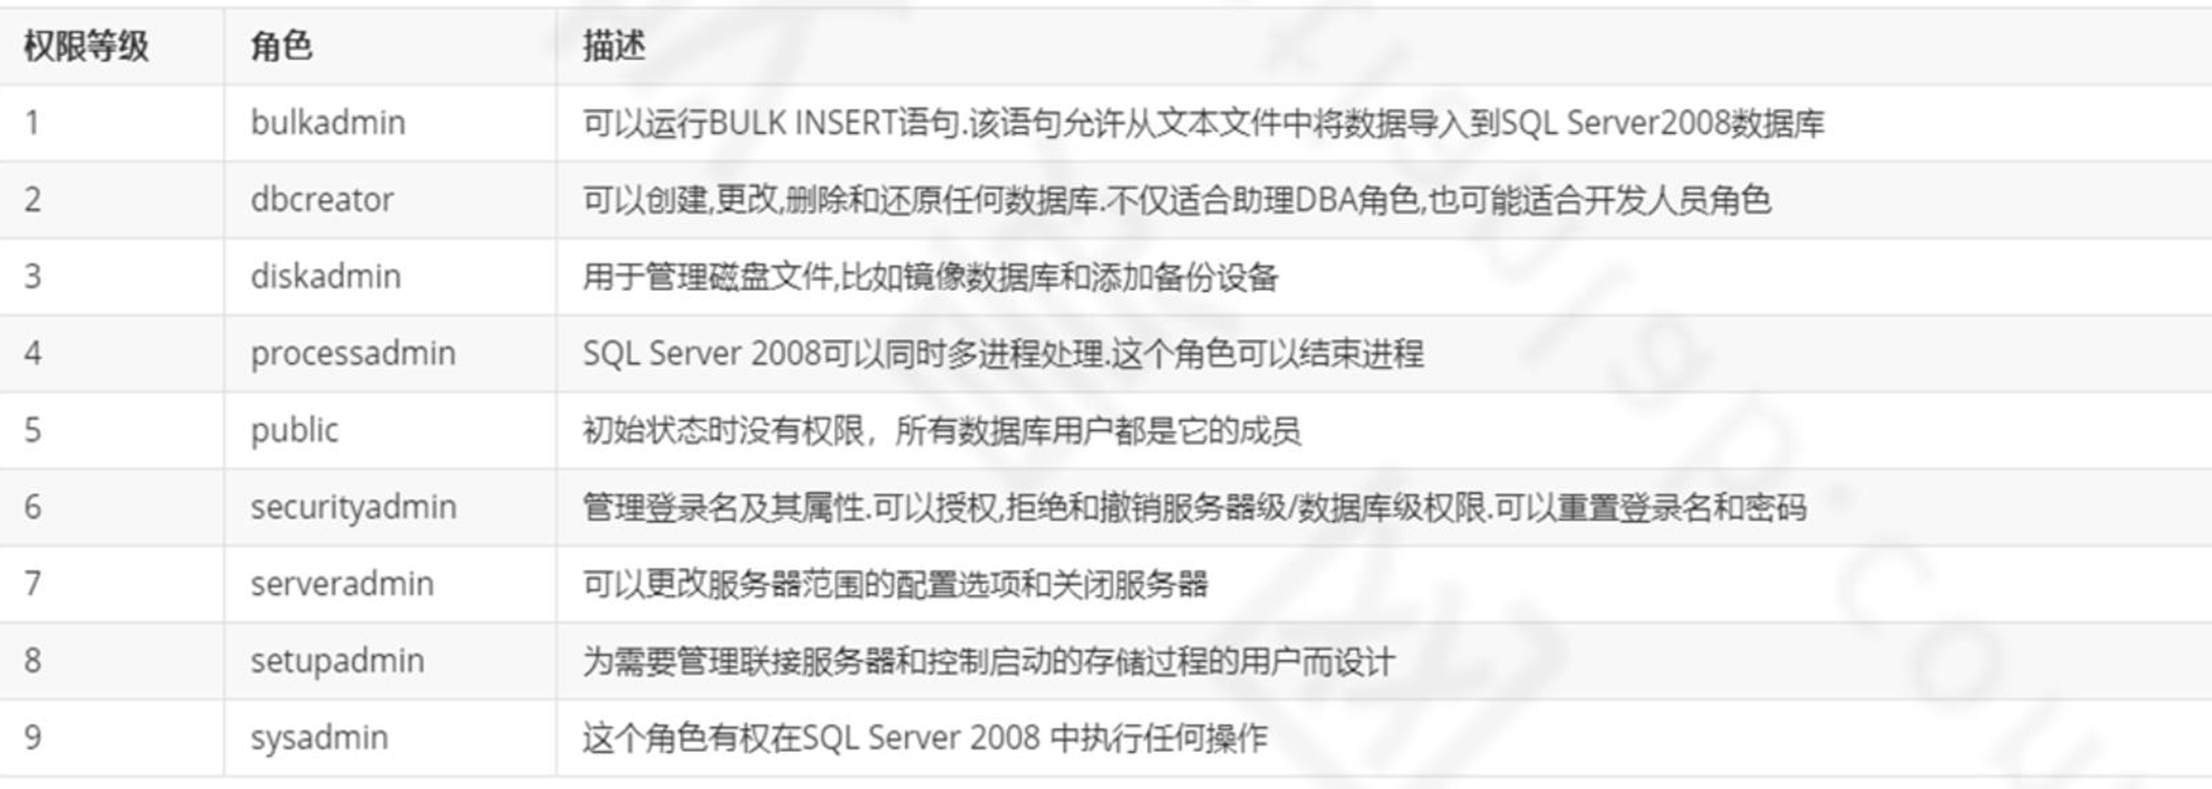 权限等级 角色 描述
1 bulkadmin 可以运行BULK INSERT语句.该语句允许从文本文件中将数据导入到SQL Server2008数据库
2 dbcreator 可以创建,更改,删除和还原任何数据库.不仅适合助理DBA角色,也可能适合开发人员角色
3 diskadmin 用于管理磁盘文件,比如镜像数据库和添加备份设备
4 processadmin SQL Server 2008可以同时多进程处理.这个角色可以结束进程
5 public 初始状态时没有权限，所有数据库用户都是它的成员
6 securityadmin 管理登录名及其属性.可以授权,拒绝和撤销服务器级/数据库级权限.可以重置登录名和密码
7 serveradmin 可以更改服务器范围的配置选项和关闭服务器
8 setupadmin 为需要管理联接服务器和控制启动的存储过程的用户而设计
9 sysadmin 这个角色有权在SQL Server 2008 中执行任何操作